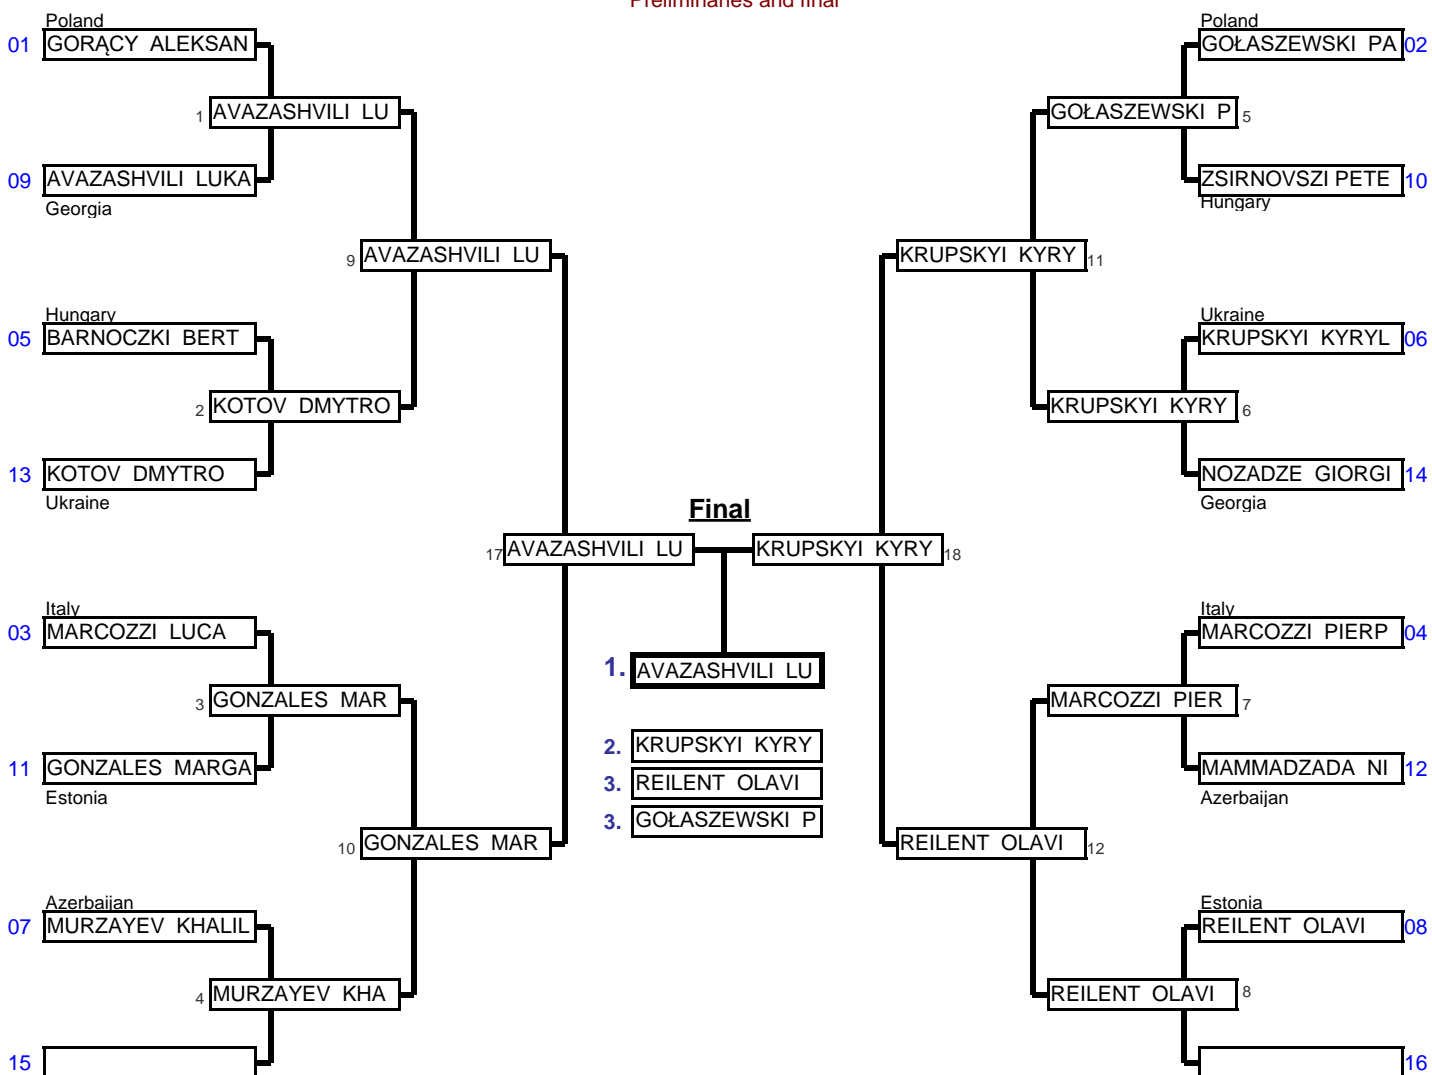 Preliminaries and final
Poland
01 GORĄCY ALEKSAN
1 AVAZASHVILI LU
09 AVAZASHVILI LUKA
Georgia
9 AVAZASHVILI LU
Hungary
05 BARNOCZKI BERT
2 KOTOV DMYTRO
13 KOTOV DMYTRO
Ukraine
17 AVAZASHVILI LU
Italy
03 MARCOZZI LUCA
3 GONZALES MAR
11 GONZALES MARGA
Estonia
10 GONZALES MAR
Azerbaijan
07 MURZAYEV KHALIL
4 MURZAYEV KHA
15
Final
1. AVAZASHVILI LU
2. KRUPSKYI KYRY
3. REILENT OLAVI
3. GOŁASZEWSKI P
Poland
GOŁASZEWSKI PA 02
GOŁASZEWSKI P 5
ZSIRNOVSZI PETE 10
Hungary
KRUPSKYI KYRY 11
Ukraine
KRUPSKYI KYRYL 06
KRUPSKYI KYRY 6
NOZADZE GIORGI 14
Georgia
KRUPSKYI KYRY 18
Italy
MARCOZZI PIERP 04
MARCOZZI PIER 7
MAMMADZADA NI 12
Azerbaijan
REILENT OLAVI 12
Estonia
REILENT OLAVI 08
REILENT OLAVI 8
16